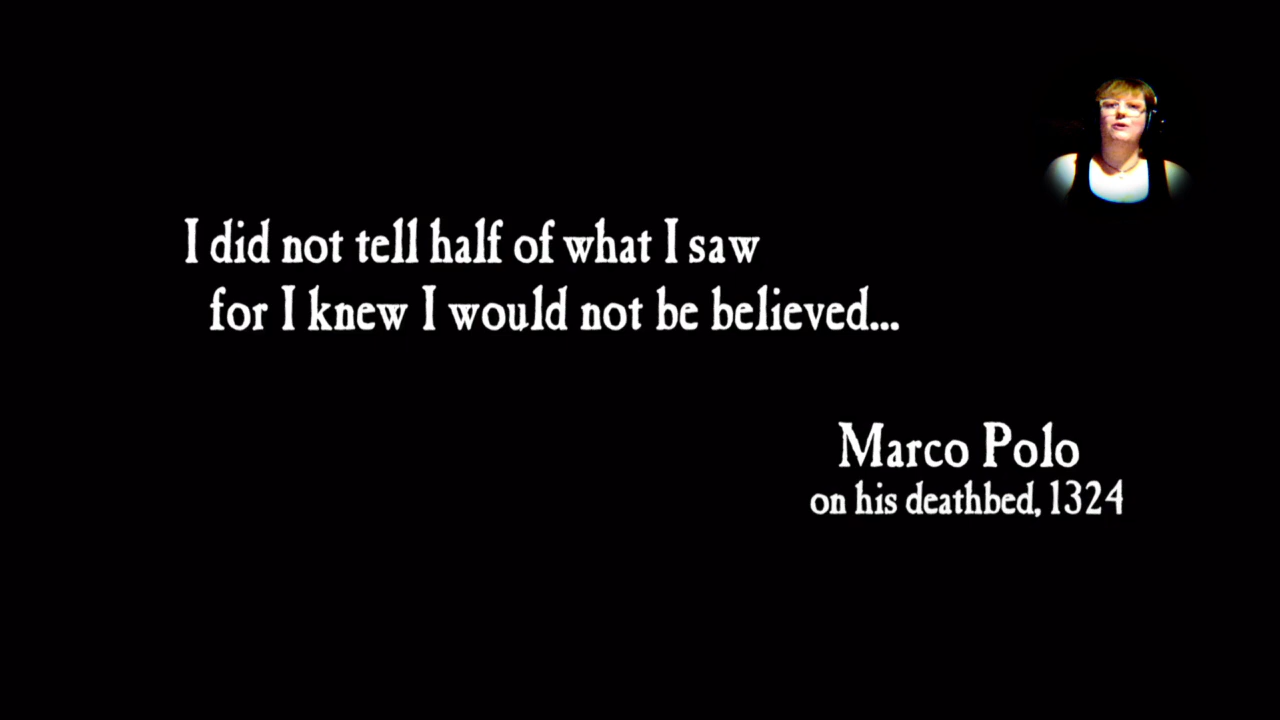 I did not tell half of what I saw
for I knew I would not be believed...
Marco Polo
on his deathbed, 1324